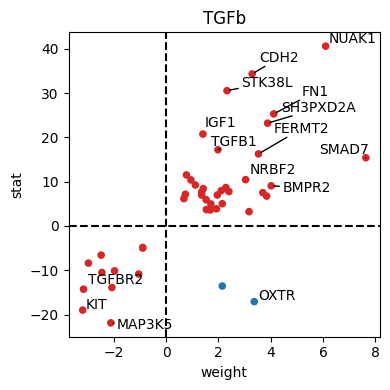 TGFb
NUAK1
CDH2
STK38L
FN1
SH3PXD2A
IGF1
FERMT2
TGFB1
SMAD7
NRBF2
BMPR2
TGFBR2
KIT
MAP3K5
OXTR
stat
40
30
20
10
0
−10
−20
−2
0
2
4
6
8
weight